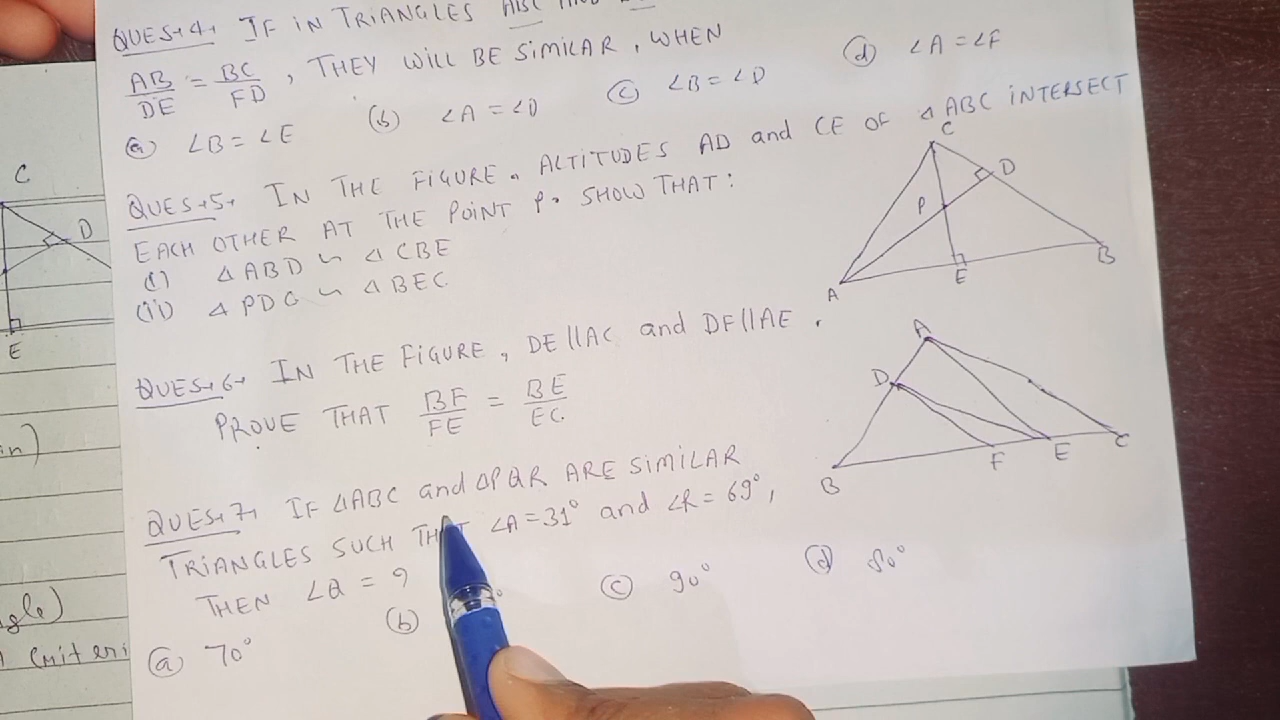 QUES.4. IF IN TRIANGLES ABC AND
AB/DE = BC/FD, THEY WILL BE SIMILAR, WHEN
(a) ∠B = ∠E (b) ∠A = ∠D (c) ∠B = ∠D (d) ∠A = ∠F
QUES.5. IN THE FIGURE, ALTITUDES AD and CE OF △ABC INTERSECT
EACH OTHER AT THE POINT P. SHOW THAT:
(i) △ABD ~ △CBE
(ii) △PDC ~ △BEC
C
D
P
A
E
B
QUES.6. IN THE FIGURE, DE||AC and DF||AE.
PROVE THAT BF/FE = BE/EC
A
D
B
F
E
C
QUES.7. IF △ABC and △PQR ARE SIMILAR
TRIANGLES SUCH THAT ∠A = 31° and ∠R = 69°,
THEN ∠Q = ?
(a) 70° (b) (c) 90° (d) 80°
C
D
E
in)
gle)